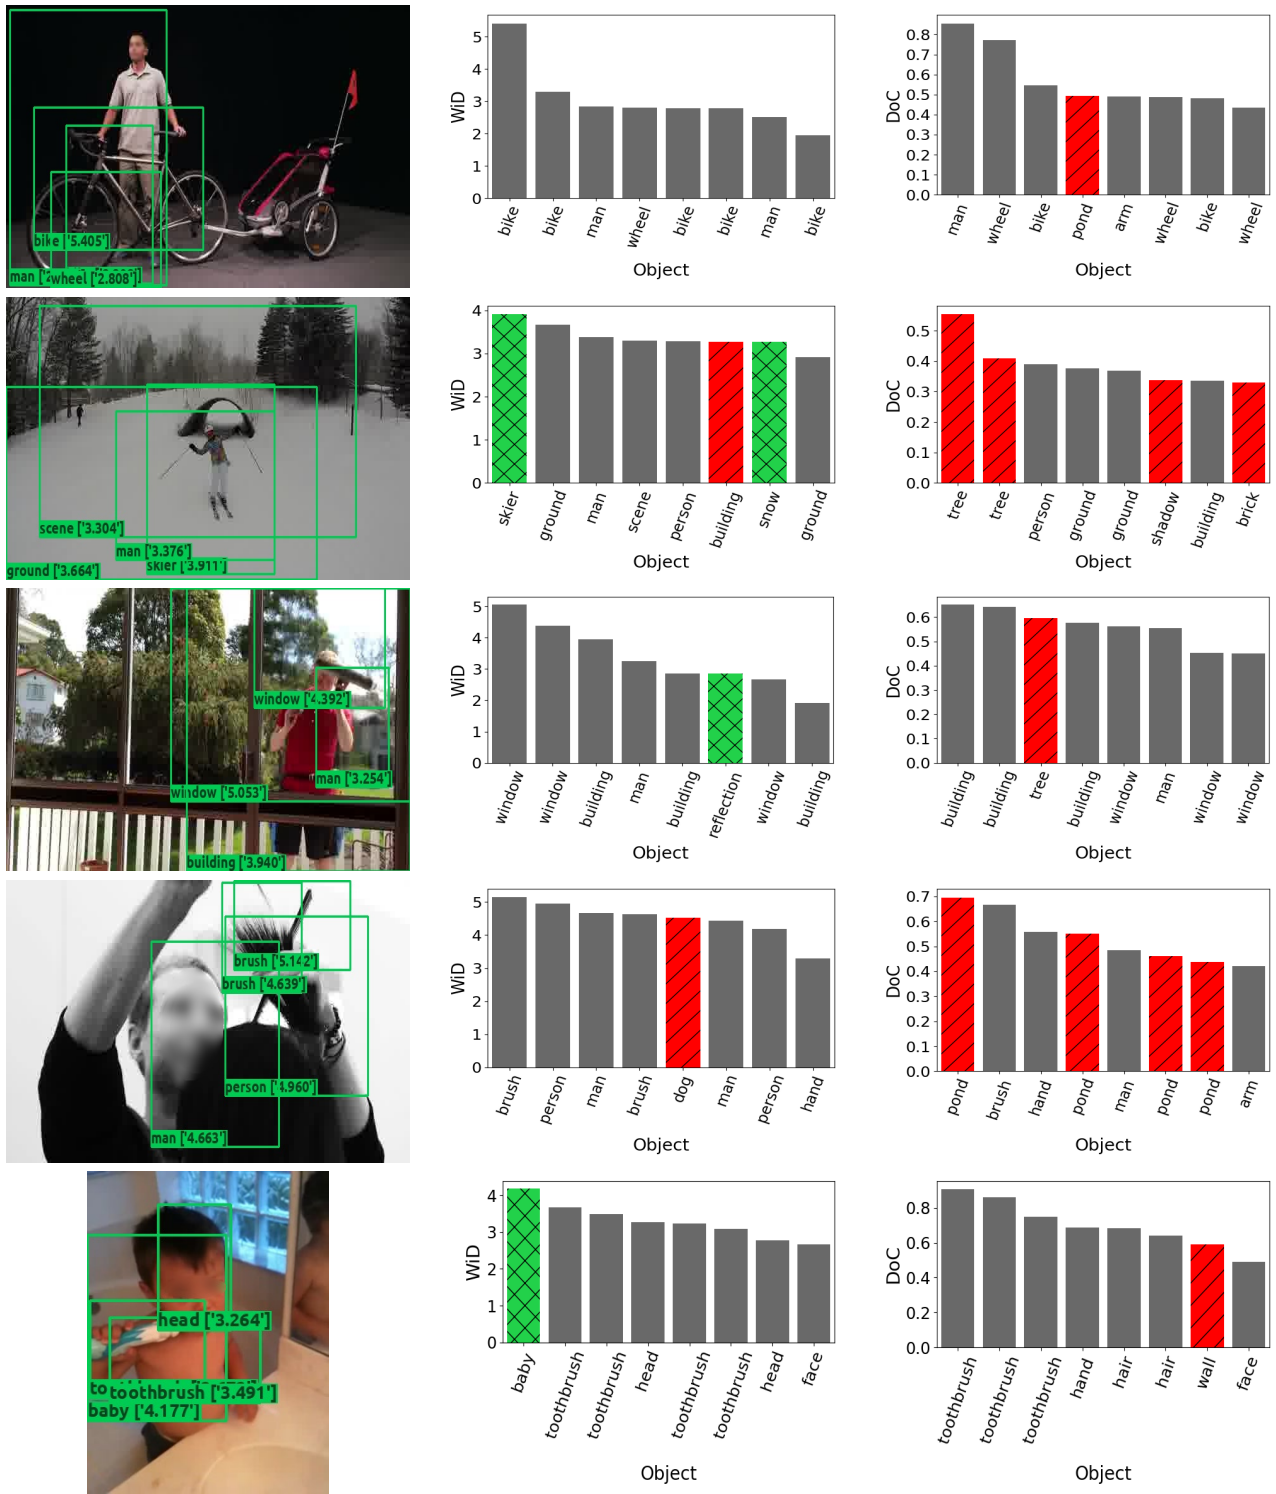 bike ['5.405']
man ['2
wheel ['2.808']
WiD
5
4
3
2
1
0
bike
bike
man
wheel
bike
bike
man
bike
Object
DoC
0.8
0.7
0.6
0.5
0.4
0.3
0.2
0.1
0.0
man
wheel
bike
pond
arm
wheel
bike
wheel
Object
scene ['3.304']
man ['3.376']
skier ['3.911']
ground ['3.664']
WiD
4
3
2
1
0
skier
ground
man
scene
person
building
snow
ground
Object
DoC
0.5
0.4
0.3
0.2
0.1
0.0
tree
tree
person
ground
ground
shadow
building
brick
Object
window ['4.392']
man ['3.254']
window ['5.053']
building ['3.940']
WiD
5
4
3
2
1
0
window
window
building
man
building
reflection
window
building
Object
DoC
0.6
0.5
0.4
0.3
0.2
0.1
0.0
building
building
tree
building
window
man
window
window
Object
brush ['5.142']
brush ['4.639']
person ['4.960']
man ['4.663']
WiD
5
4
3
2
1
0
brush
person
man
brush
dog
man
person
hand
Object
DoC
0.7
0.6
0.5
0.4
0.3
0.2
0.1
0.0
pond
brush
hand
pond
man
pond
pond
arm
Object
head ['3.264']
toothbrush ['3.491']
baby ['4.177']
WiD
4
3
2
1
0
baby
toothbrush
toothbrush
head
toothbrush
toothbrush
head
face
Object
DoC
0.8
0.6
0.4
0.2
0.0
toothbrush
toothbrush
toothbrush
hand
hair
hair
wall
face
Object